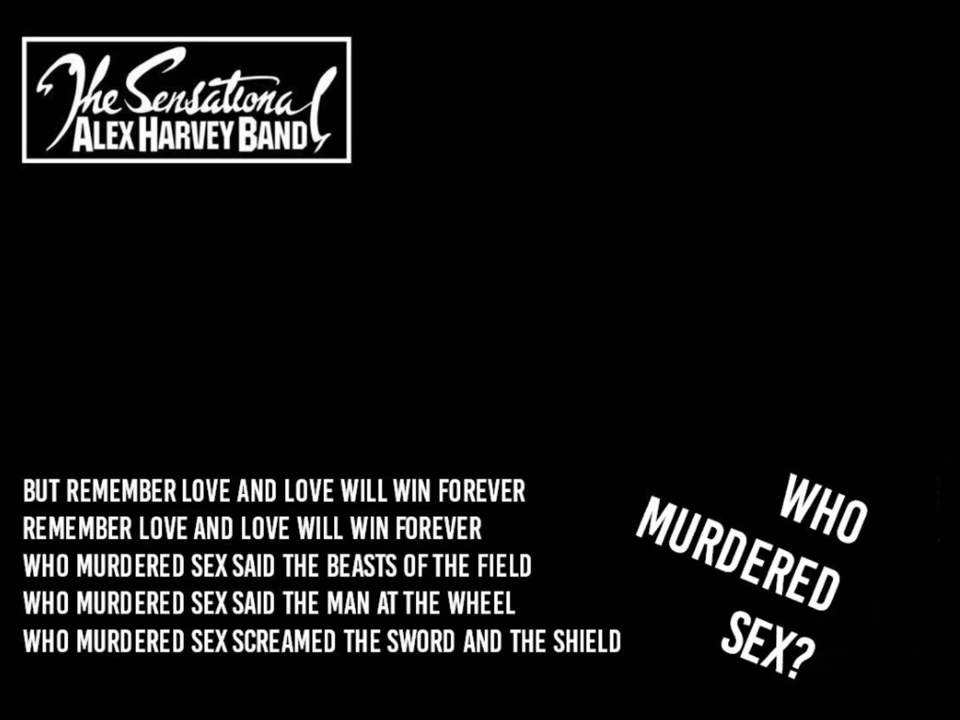 The Sensational
ALEX HARVEY BAND
BUT REMEMBER LOVE AND LOVE WILL WIN FOREVER
REMEMBER LOVE AND LOVE WILL WIN FOREVER
WHO MURDERED SEX SAID THE BEASTS OF THE FIELD
WHO MURDERED SEX SAID THE MAN AT THE WHEEL
WHO MURDERED SEX SCREAMED THE SWORD AND THE SHIELD
WHO
MURDERED
SEX?